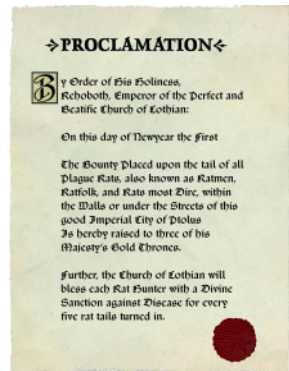 PROCLAMATION
By Order of His Holiness,
Rehoboth, Emperor of the Perfect and
Beatific Church of Lothian:
On this day of Newyear the First
The Bounty Placed upon the tail of all
Plague Rats, also known as Ratmen,
Ratfolk, and Rats most Dire, within
the Walls or under the Streets of this
good Imperial City of Ptolus
Is hereby raised to three of his
Majesty's Gold Thrones.
Further, the Church of Lothian will
bless each Rat Hunter with a Divine
Sanction against Disease for every
five rat tails turned in.